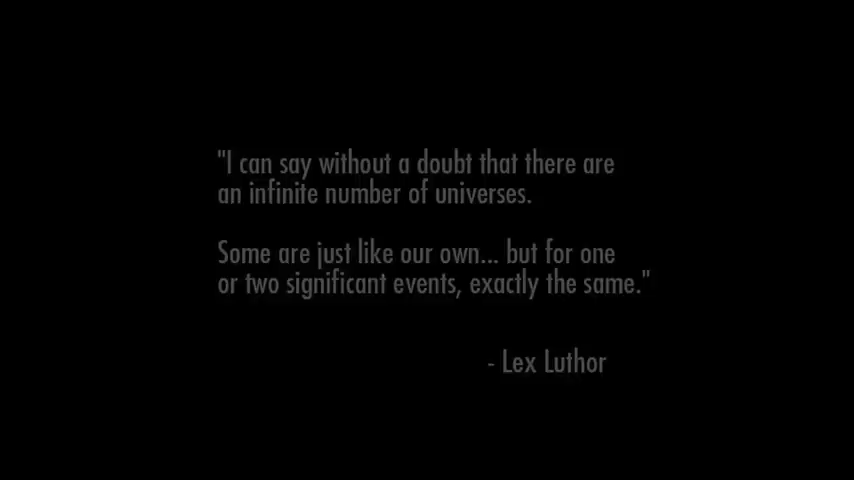 "I can say without a doubt that there are
an infinite number of universes.
Some are just like our own... but for one
or two significant events, exactly the same."
- Lex Luthor